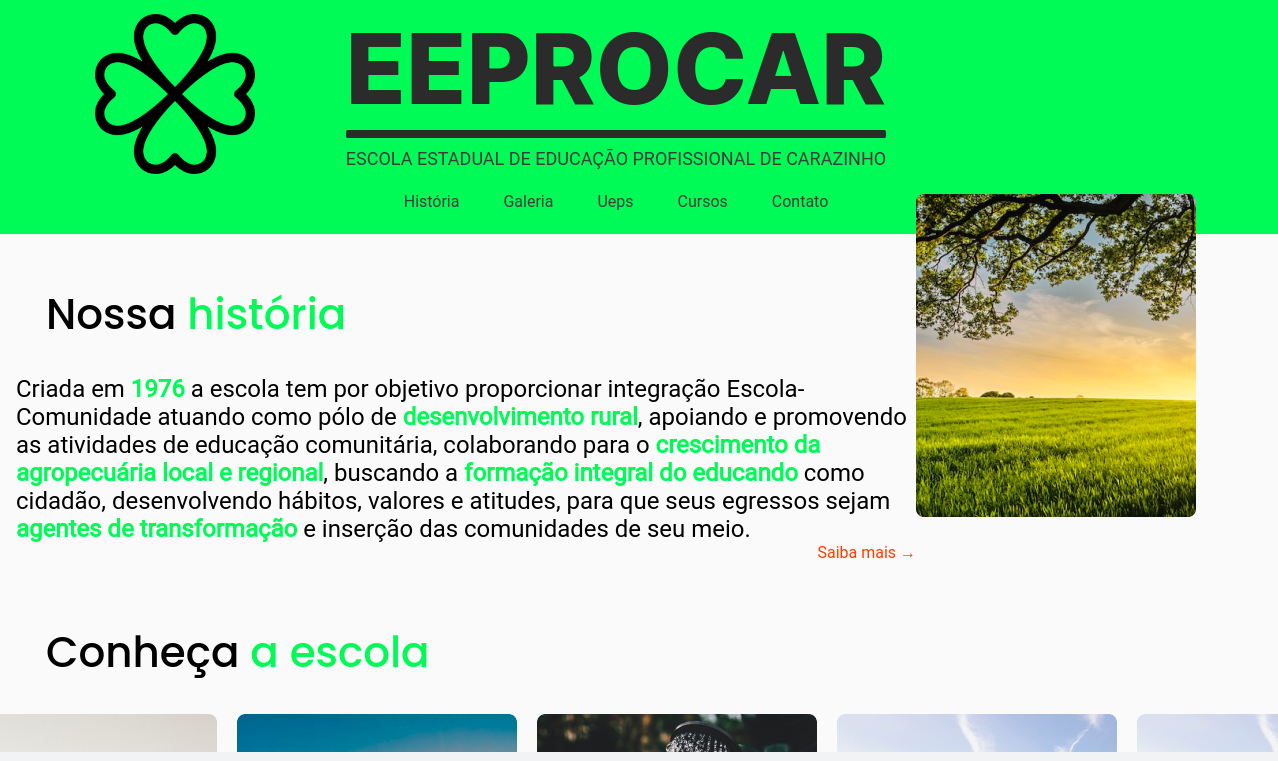 EEPROCAR
ESCOLA ESTADUAL DE EDUCAÇÃO PROFISSIONAL DE CARAZINHO
História Galeria Ueps Cursos Contato
Nossa história
Criada em 1976 a escola tem por objetivo proporcionar integração Escola-
Comunidade atuando como pólo de desenvolvimento rural, apoiando e promovendo
as atividades de educação comunitária, colaborando para o crescimento da
agropecuária local e regional, buscando a formação integral do educando como
cidadão, desenvolvendo hábitos, valores e atitudes, para que seus egressos sejam
agentes de transformação e inserção das comunidades de seu meio.
Saiba mais →
Conheça a escola